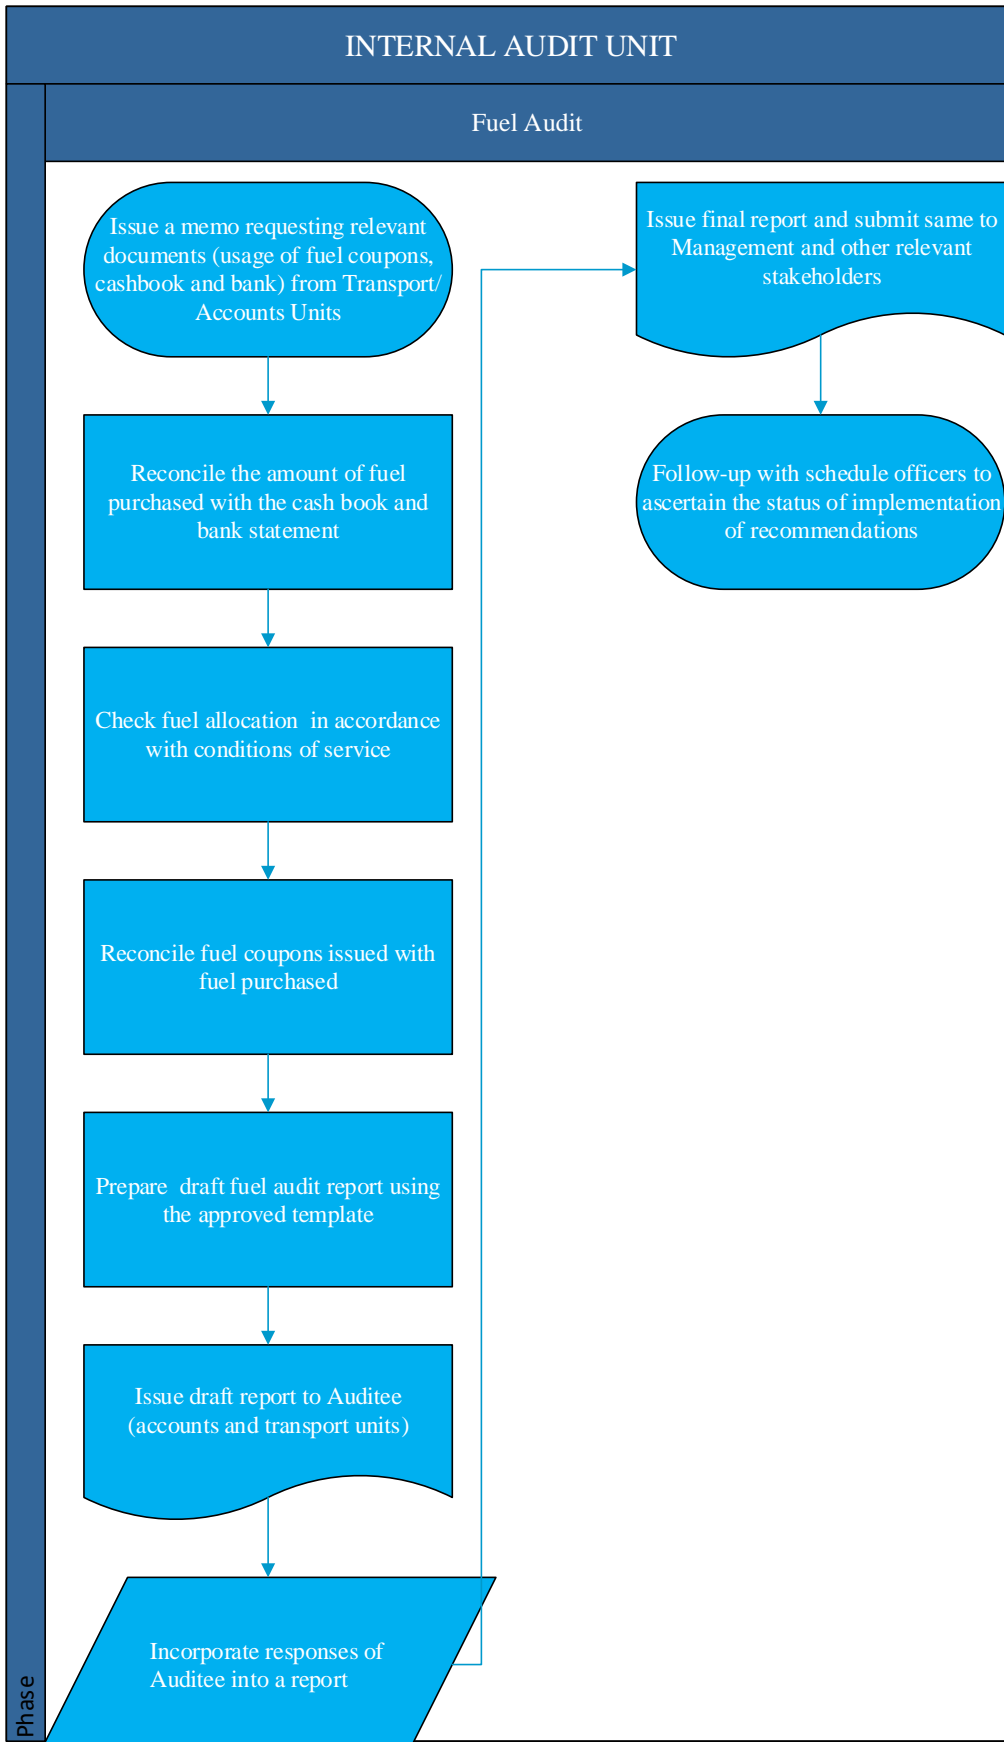 INTERNAL AUDIT UNIT
Fuel Audit
Issue a memo requesting relevant
documents (usage of fuel coupons,
cashbook and bank) from Transport/
Accounts Units
Reconcile the amount of fuel
purchased with the cash book and
bank statement
Check fuel allocation in accordance
with conditions of service
Reconcile fuel coupons issued with
fuel purchased
Prepare draft fuel audit report using
the approved template
Issue draft report to Auditee
(accounts and transport units)
Incorporate responses of
Auditee into a report
Issue final report and submit same to
Management and other relevant
stakeholders
Follow-up with schedule officers to
ascertain the status of implementation
of recommendations
Phase